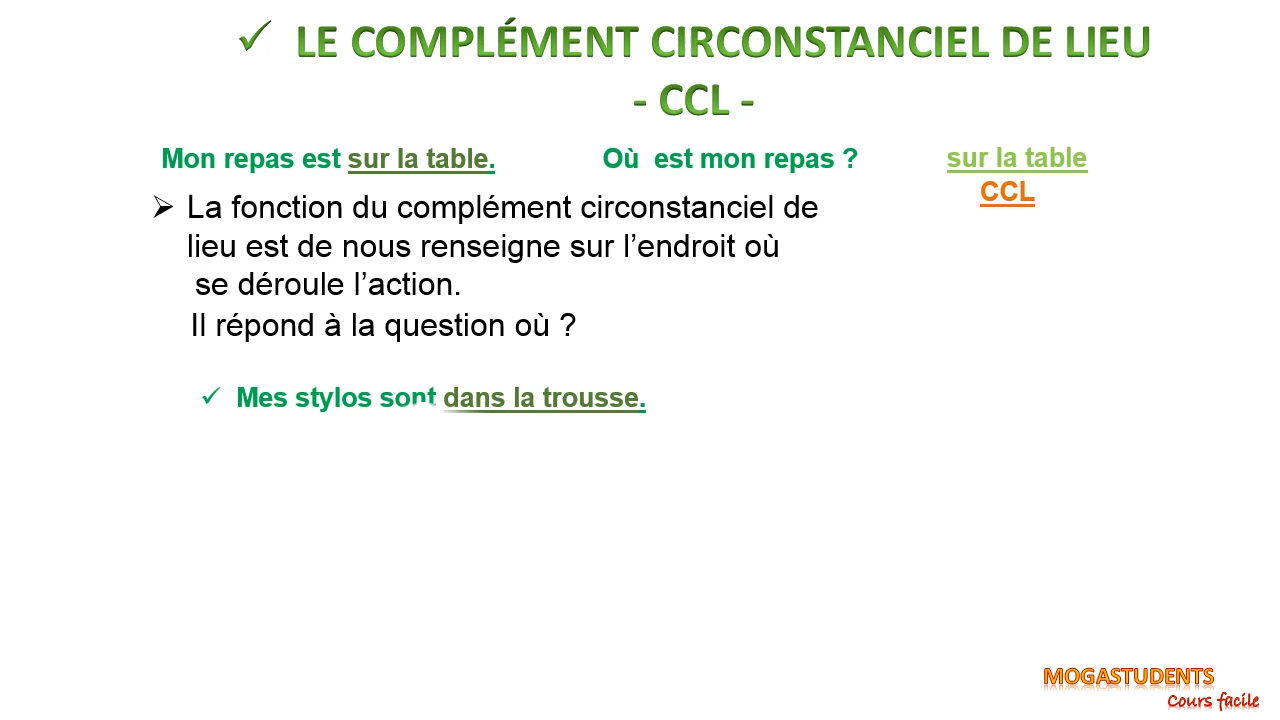 ✓ LE COMPLÉMENT CIRCONSTANCIEL DE LIEU
- CCL -
Mon repas est sur la table. Où est mon repas ? sur la table
CCL
➢ La fonction du complément circonstanciel de
lieu est de nous renseigne sur l’endroit où
se déroule l’action.
Il répond à la question où ?
✓ Mes stylos sont dans la trousse.
MOGASTUDENTS
Cours facile